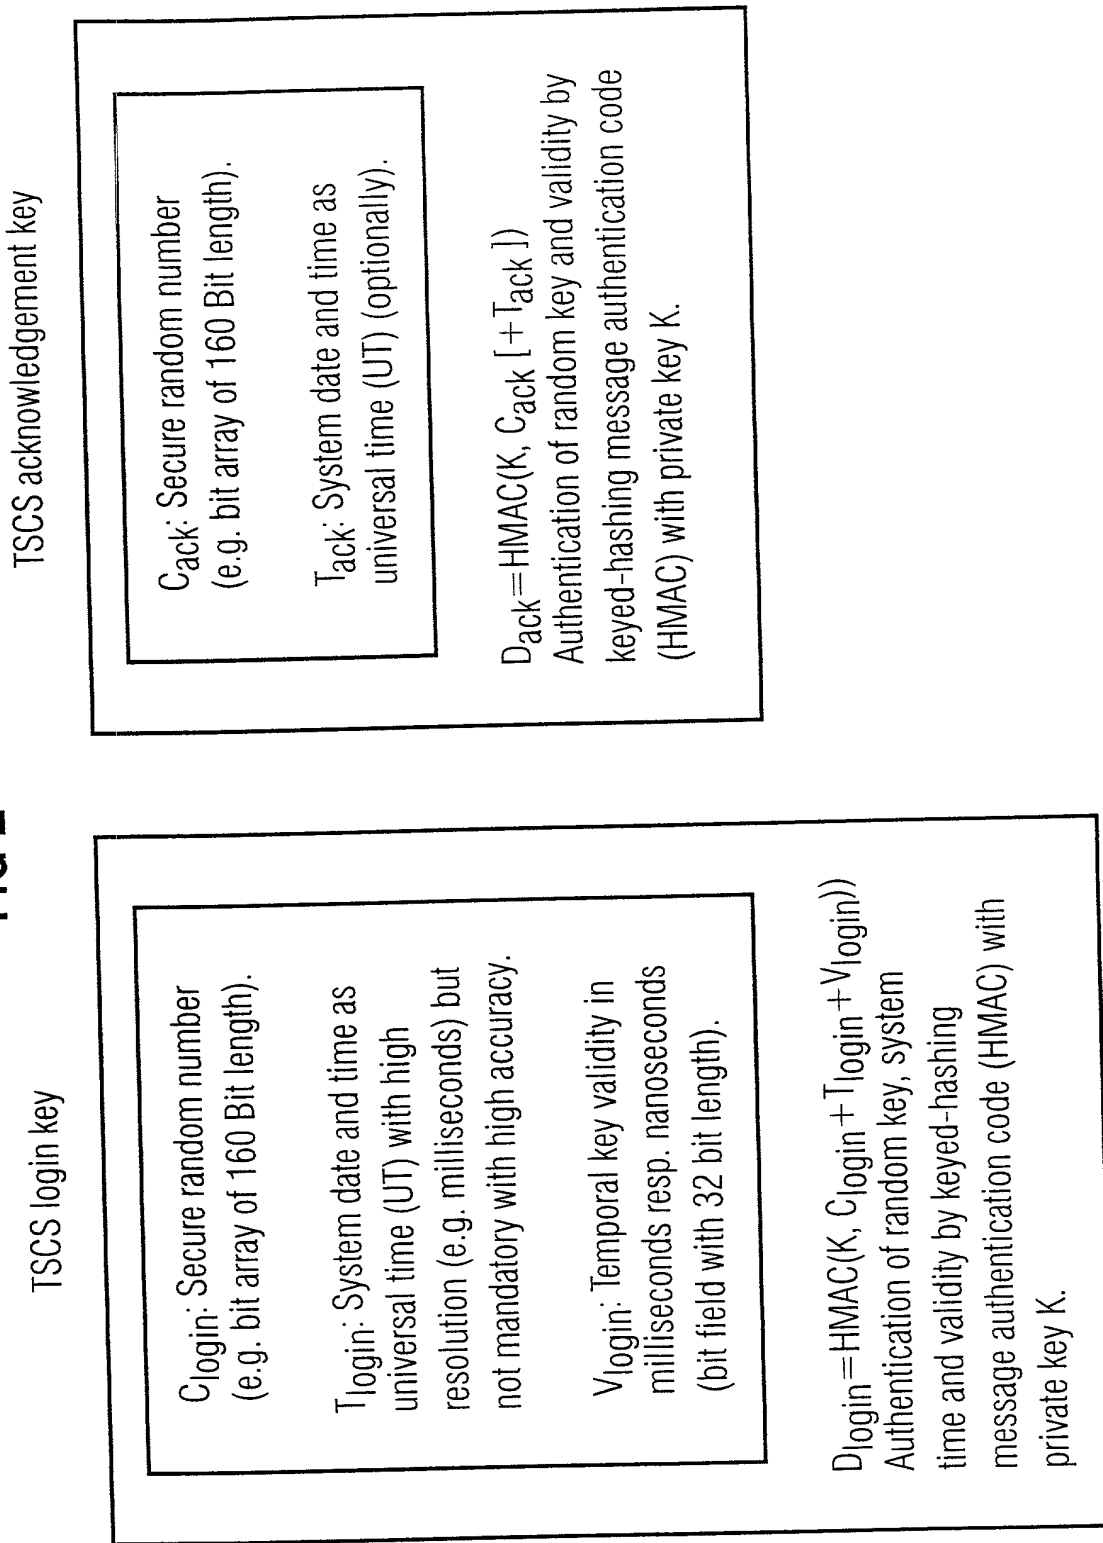 TSCS login key
Clogin: Secure random number
(e.g. bit array of 160 Bit length).
Tlogin: System date and time as
universal time (UT) with high
resolution (e.g. milliseconds) but
not mandatory with high accuracy.
Vlogin: Temporal key validity in
milliseconds resp. nanoseconds
(bit field with 32 bit length).
Dlogin=HMAC(K, Clogin+Tlogin+Vlogin))
Authentication of random key, system
time and validity by keyed-hashing
message authentication code (HMAC) with
private key K.
TSCS acknowledgement key
Cack: Secure random number
(e.g. bit array of 160 Bit length).
Tack: System date and time as
universal time (UT) (optionally).
Dack=HMAC(K, Cack [+Tack ])
Authentication of random key and validity by
keyed-hashing message authentication code
(HMAC) with private key K.